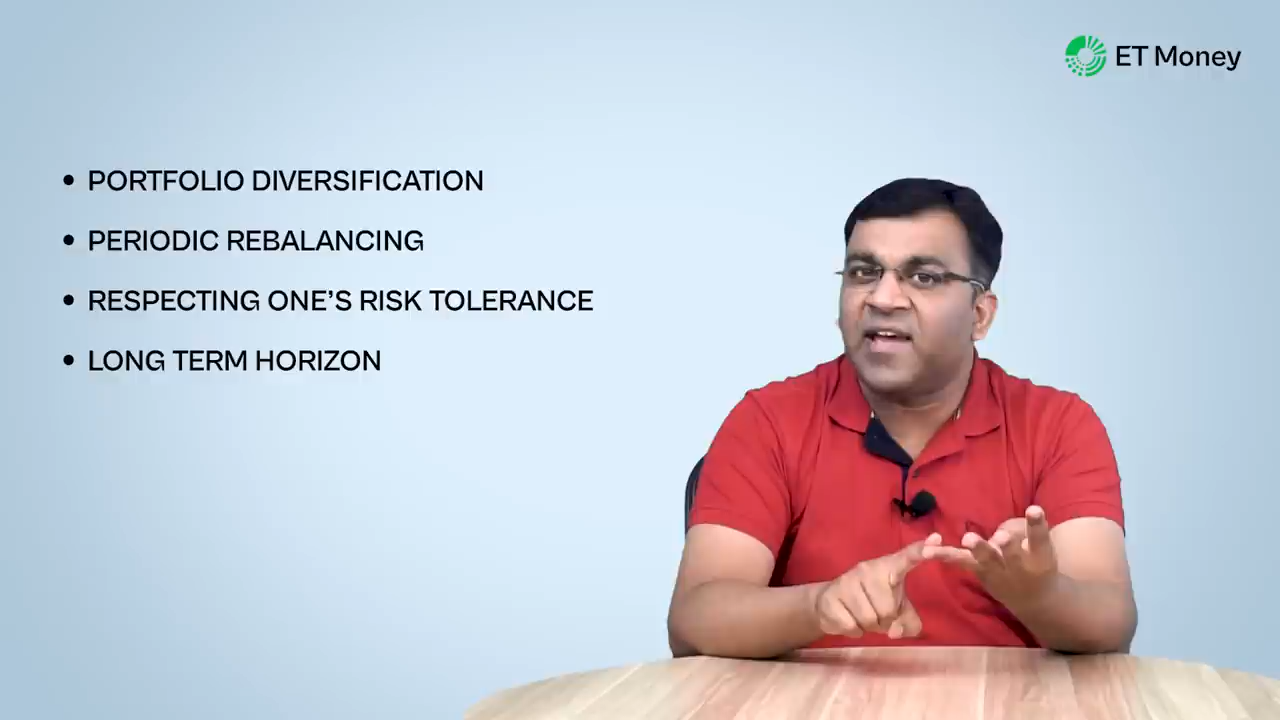 ET Money
• PORTFOLIO DIVERSIFICATION
• PERIODIC REBALANCING
• RESPECTING ONE’S RISK TOLERANCE
• LONG TERM HORIZON